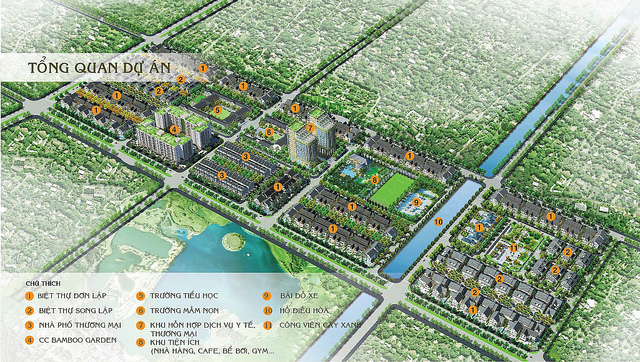 TỔNG QUAN DỰ ÁN
CHÚ THÍCH
1 BIỆT THỰ ĐƠN LẬP
2 BIỆT THỰ SONG LẬP
3 NHÀ PHỐ THƯƠNG MẠI
4 CC BAMBOO GARDEN
5 TRƯỜNG TIỂU HỌC
6 TRƯỜNG MẦM NON
7 KHU HỖN HỢP DỊCH VỤ Y TẾ,
THƯƠNG MẠI
8 KHU TIỆN ÍCH
(NHÀ HÀNG, CAFE, BỂ BƠI, GYM...
9 BÃI ĐỖ XE
10 HỒ ĐIỀU HÒA
11 CÔNG VIÊN CÂY XANH